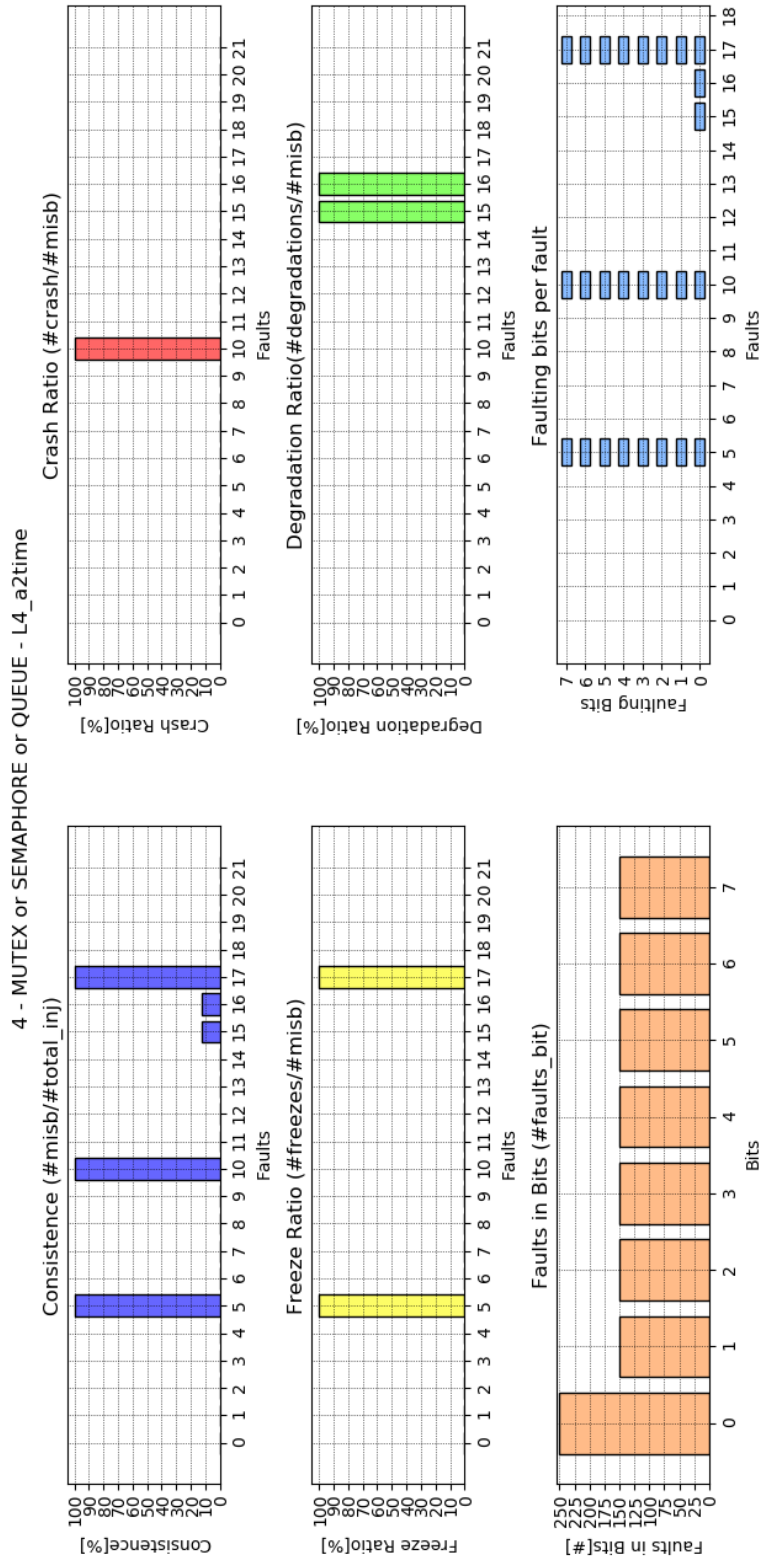 4 - MUTEX or SEMAPHORE or QUEUE - L4_a2time
Consistence (#misb/#total_inj)
Consistence[%]
100
90
80
70
60
50
40
30
20
10
0
0 1 2 3 4 5 6 7 8 9 10 11 12 13 14 15 16 17 18 19 20 21
Faults
Crash Ratio (#crash/#misb)
Crash Ratio[%]
100
90
80
70
60
50
40
30
20
10
0
0 1 2 3 4 5 6 7 8 9 10 11 12 13 14 15 16 17 18 19 20 21
Faults
Freeze Ratio (#freezes/#misb)
Freeze Ratio[%]
100
90
80
70
60
50
40
30
20
10
0
0 1 2 3 4 5 6 7 8 9 10 11 12 13 14 15 16 17 18 19 20 21
Faults
Degradation Ratio(#degradations/#misb)
Degradation Ratio[%]
100
90
80
70
60
50
40
30
20
10
0
0 1 2 3 4 5 6 7 8 9 10 11 12 13 14 15 16 17 18 19 20 21
Faults
Faults in Bits (#faults_bit)
Faults in Bits[#]
250
225
200
175
150
125
100
75
50
25
0
0 1 2 3 4 5 6 7
Bits
Faulting bits per fault
Faulting Bits
7
6
5
4
3
2
1
0
0 1 2 3 4 5 6 7 8 9 10 11 12 13 14 15 16 17 18
Faults